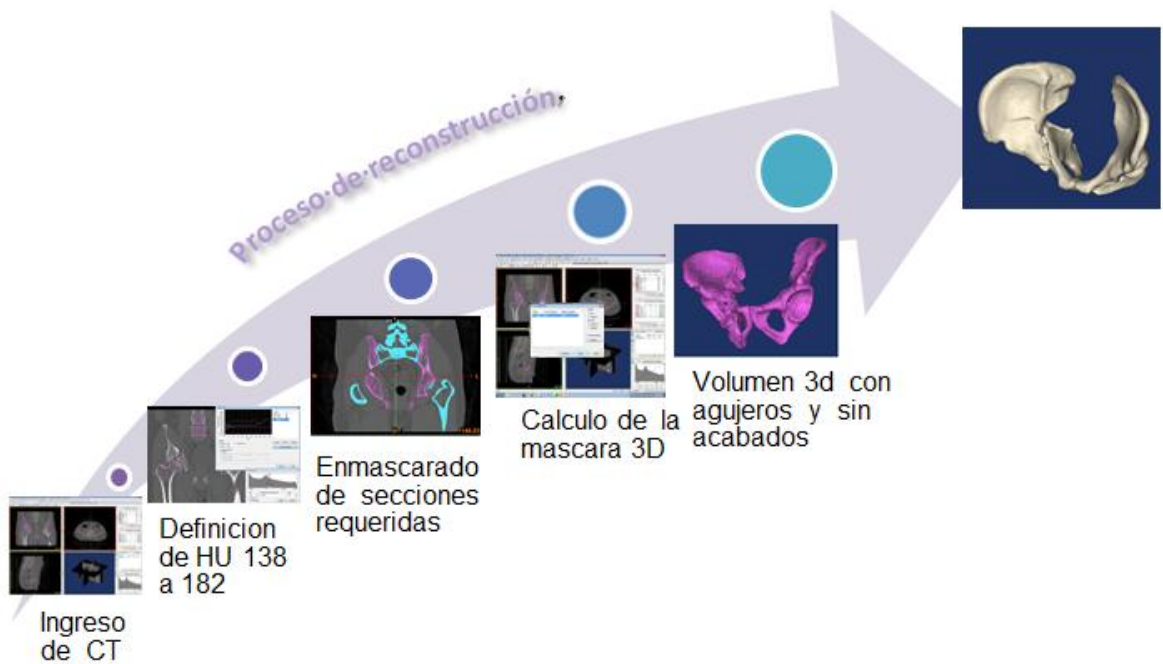 Proceso·de·reconstrucción,
Ingreso
de CT
Definicion
de HU 138
a 182
Enmascarado
de secciones
requeridas
Calculo de la
mascara 3D
Volumen 3d con
agujeros y sin
acabados